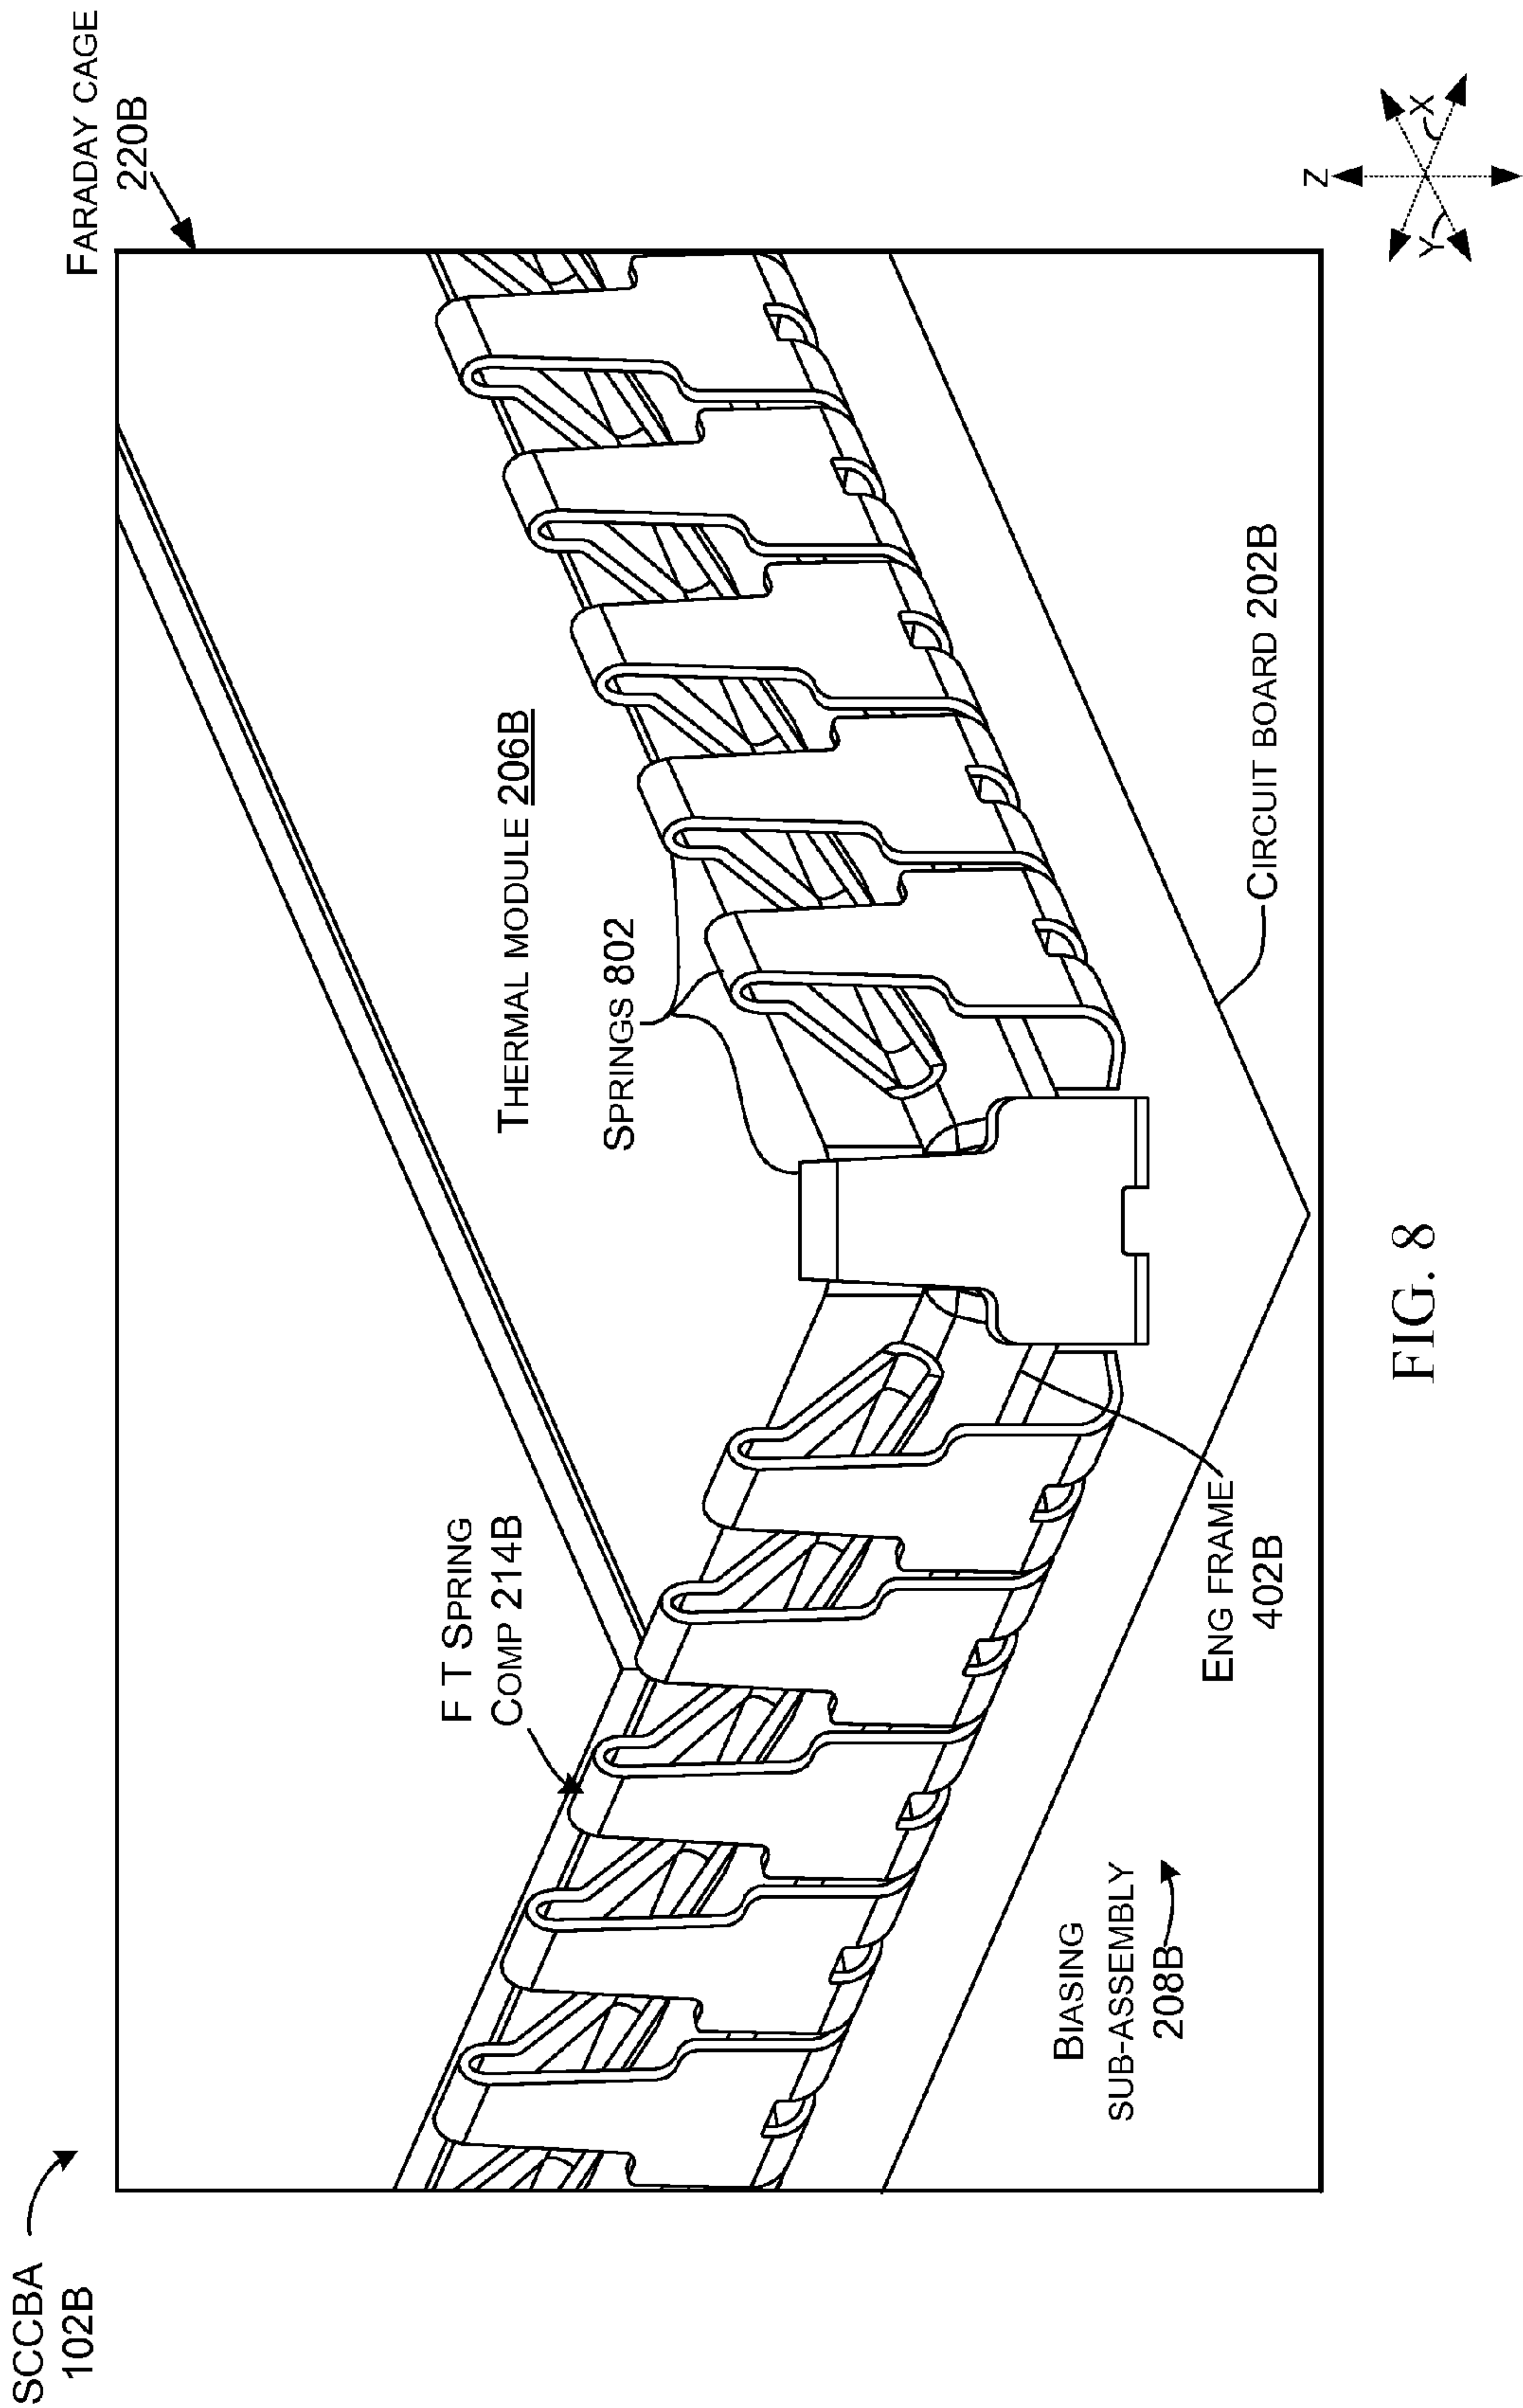 SCCBA
102B
FARADAY CAGE
220B
F T SPRING
COMP 214B
THERMAL MODULE 206B
SPRINGS 802
BIASING
SUB-ASSEMBLY
208B
ENG FRAME
402B
CIRCUIT BOARD 202B
Z
Y
X
FIG. 8